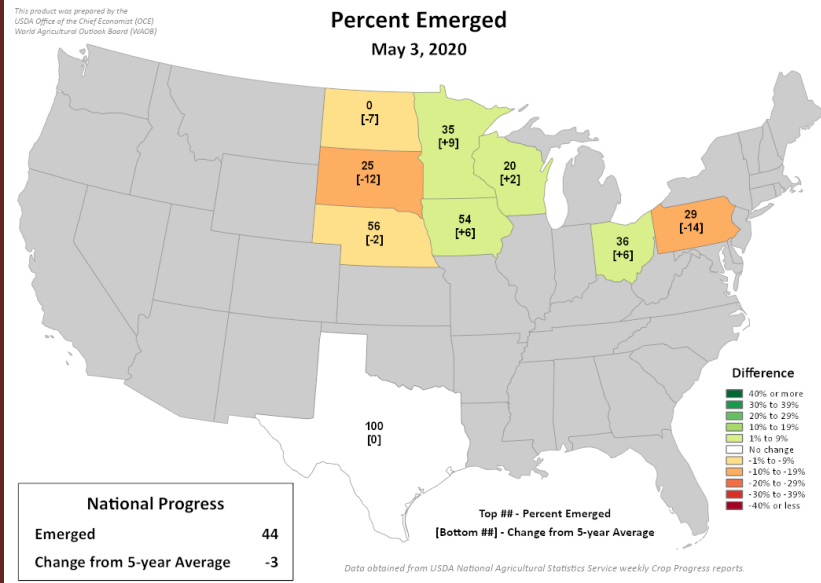 This product was prepared by the
USDA Office of the Chief Economist (OCE)
World Agricultural Outlook Board (WAOB)
Percent Emerged
May 3, 2020
0
[-7]
35
[+9]
25
[-12]
20
[+2]
56
[-2]
54
[+6]
36
[+6]
29
[-14]
100
[0]
Difference
40% or more
30% to 39%
20% to 29%
10% to 19%
1% to 9%
No change
-1% to -9%
-10% to -19%
-20% to -29%
-30% to -39%
-40% or less
National Progress
Emerged 44
Change from 5-year Average -3
Top ## - Percent Emerged
[Bottom ##] - Change from 5-year Average
Data obtained from USDA National Agricultural Statistics Service weekly Crop Progress reports.